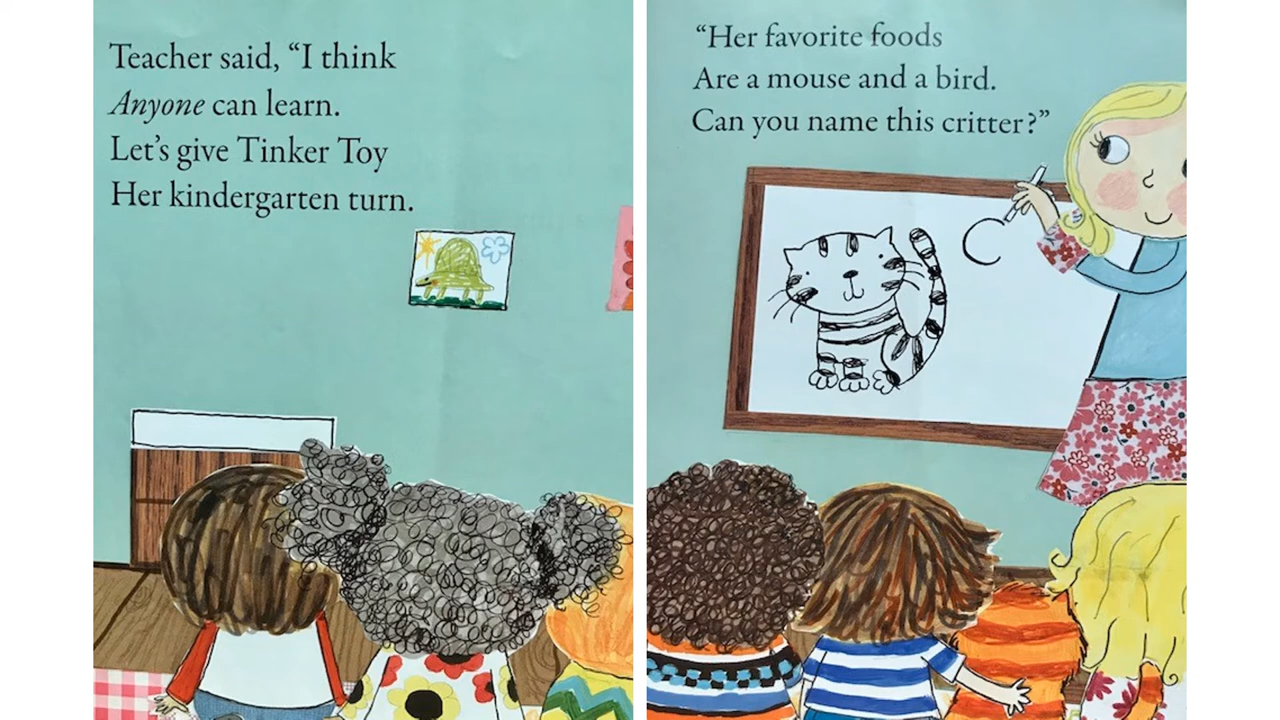 Teacher said, “I think
Anyone can learn.
Let’s give Tinker Toy
Her kindergarten turn.
“Her favorite foods
Are a mouse and a bird.
Can you name this critter?”
C